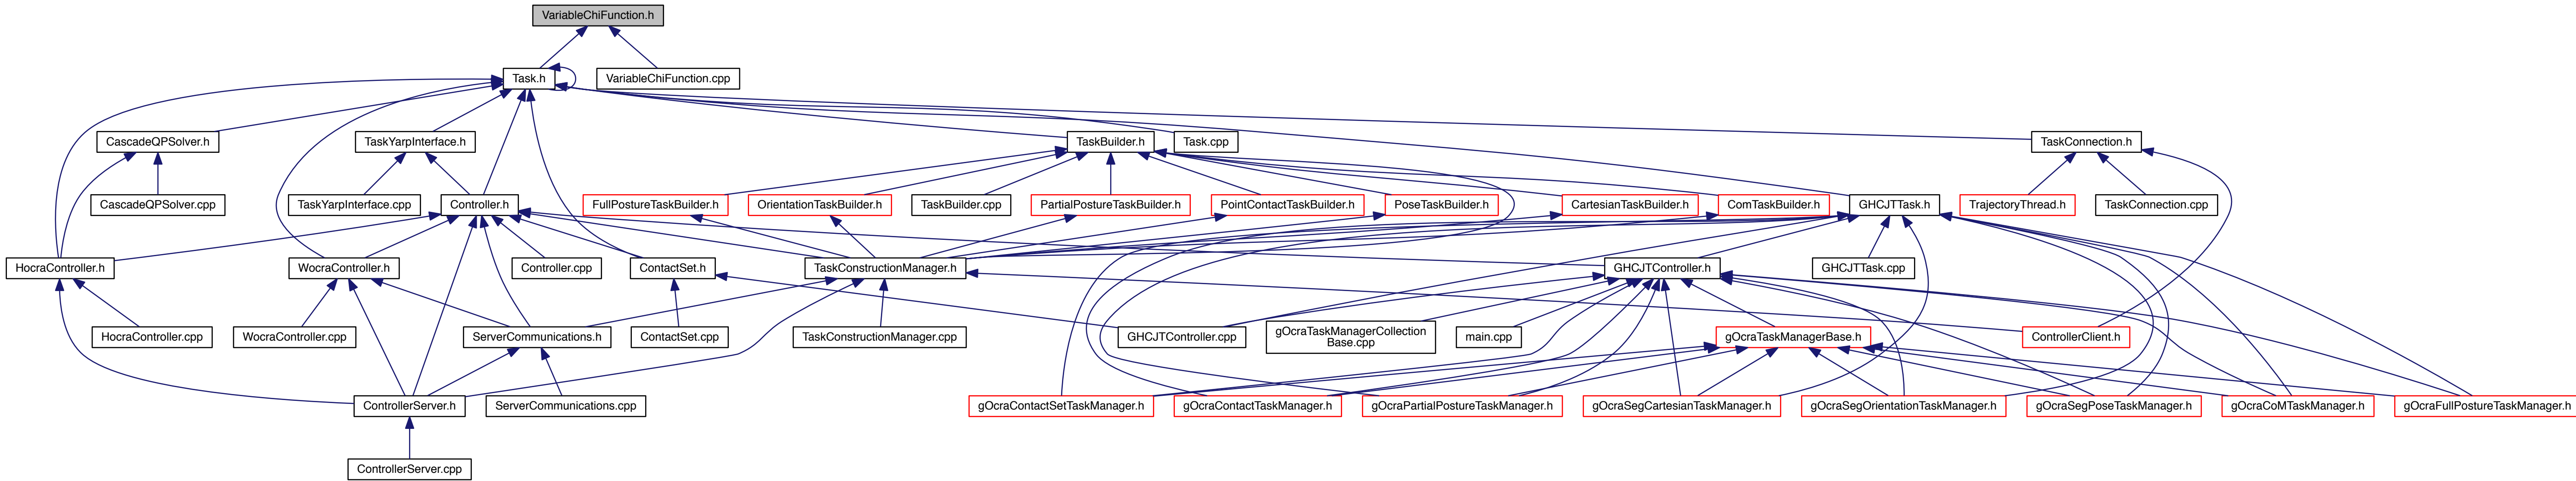 VariableChiFunction.h
Task.h
VariableChiFunction.cpp
CascadeQPSolver.h
TaskYarpInterface.h
TaskBuilder.h
Task.cpp
TaskConnection.h
CascadeQPSolver.cpp
TaskYarpInterface.cpp
Controller.h
FullPostureTaskBuilder.h
OrientationTaskBuilder.h
TaskBuilder.cpp
PartialPostureTaskBuilder.h
PointContactTaskBuilder.h
PoseTaskBuilder.h
CartesianTaskBuilder.h
ComTaskBuilder.h
GHCJTTask.h
TrajectoryThread.h
TaskConnection.cpp
HocraController.h
WocraController.h
Controller.cpp
ContactSet.h
TaskConstructionManager.h
GHCJTController.h
GHCJTTask.cpp
HocraController.cpp
WocraController.cpp
ServerCommunications.h
ContactSet.cpp
TaskConstructionManager.cpp
GHCJTController.cpp
gOcraTaskManagerCollection
Base.cpp
main.cpp
gOcraTaskManagerBase.h
ControllerClient.h
ControllerServer.h
ServerCommunications.cpp
gOcraContactSetTaskManager.h
gOcraContactTaskManager.h
gOcraPartialPostureTaskManager.h
gOcraSegCartesianTaskManager.h
gOcraSegOrientationTaskManager.h
gOcraSegPoseTaskManager.h
gOcraCoMTaskManager.h
gOcraFullPostureTaskManager.h
ControllerServer.cpp